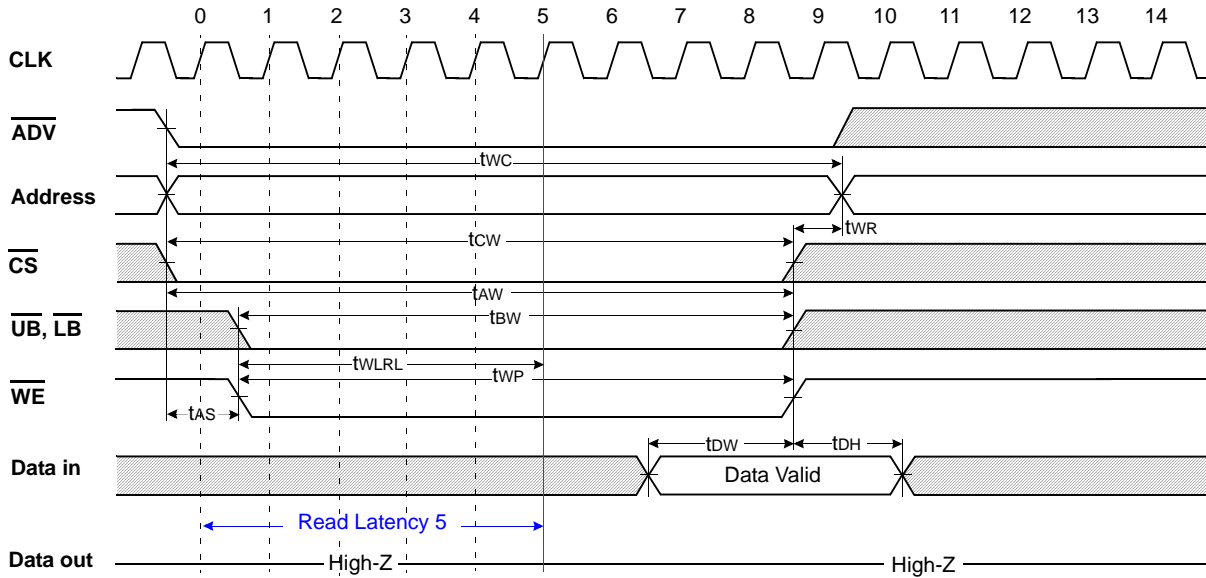 0 1 2 3 4 5 6 7 8 9 10 11 12 13 14
CLK
ADV
tWC
Address
tWR
tCW
CS
tAW
UB, LB
tBW
tWLRL
tWP
WE
tAS
tDW tDH
Data in
Data Valid
Read Latency 5
Data out
High-Z High-Z